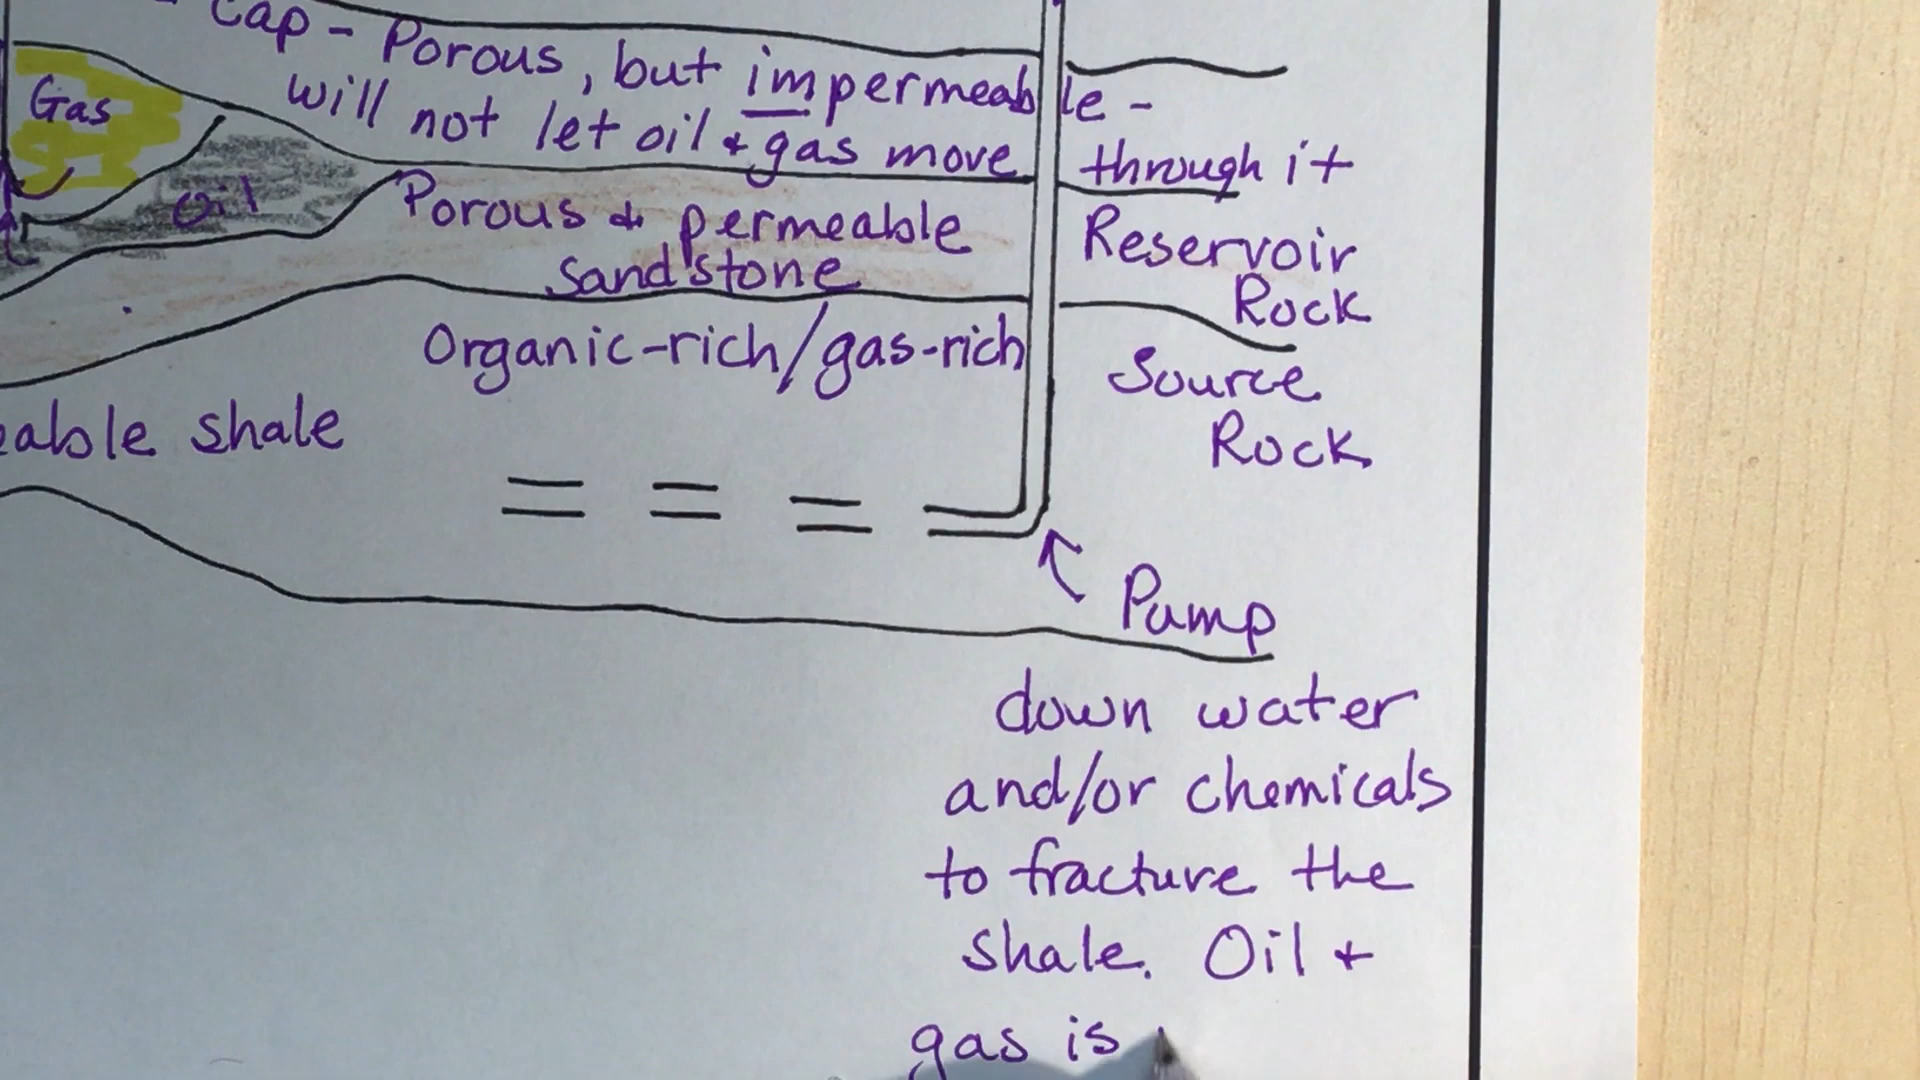 Cap - Porous, but impermeable -
will not let oil & gas move through it
Gas
Oil
Porous & permeable
sandstone
Reservoir
Rock
Organic-rich/gas-rich
able shale
Source
Rock
Pump
down water
and/or chemicals
to fracture the
shale. Oil +
gas is